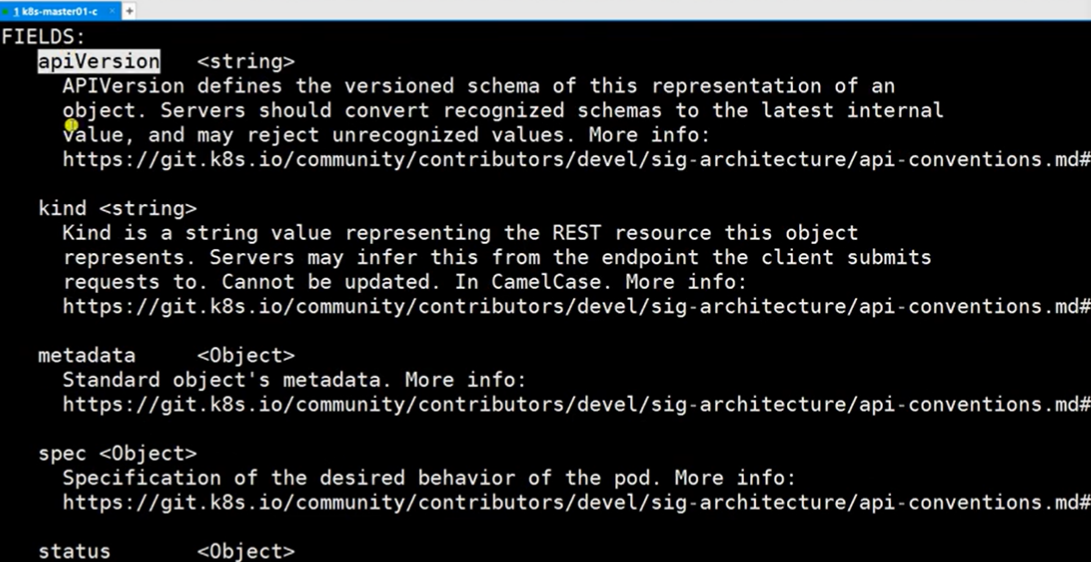 1 k8s-master01-c × +
FIELDS:
apiVersion <string>
APIVersion defines the versioned schema of this representation of an
object. Servers should convert recognized schemas to the latest internal
value, and may reject unrecognized values. More info:
https://git.k8s.io/community/contributors/devel/sig-architecture/api-conventions.md#
kind <string>
Kind is a string value representing the REST resource this object
represents. Servers may infer this from the endpoint the client submits
requests to. Cannot be updated. In CamelCase. More info:
https://git.k8s.io/community/contributors/devel/sig-architecture/api-conventions.md#
metadata <Object>
Standard object's metadata. More info:
https://git.k8s.io/community/contributors/devel/sig-architecture/api-conventions.md#
spec <Object>
Specification of the desired behavior of the pod. More info:
https://git.k8s.io/community/contributors/devel/sig-architecture/api-conventions.md#
status <Object>